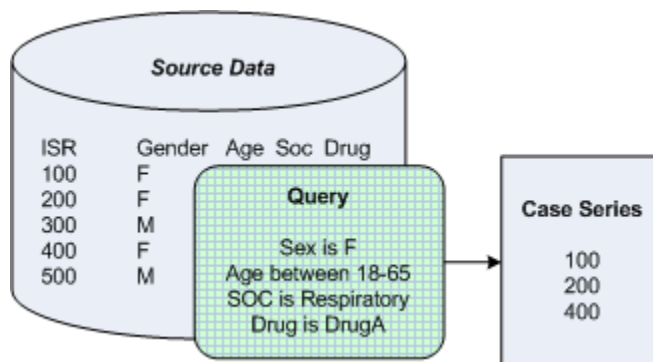 Source Data
ISR Gender Age Soc Drug
100 F
200 F
300 M
400 F
500 M
Query
Sex is F
Age between 18-65
SOC is Respiratory
Drug is DrugA
Case Series
100
200
400